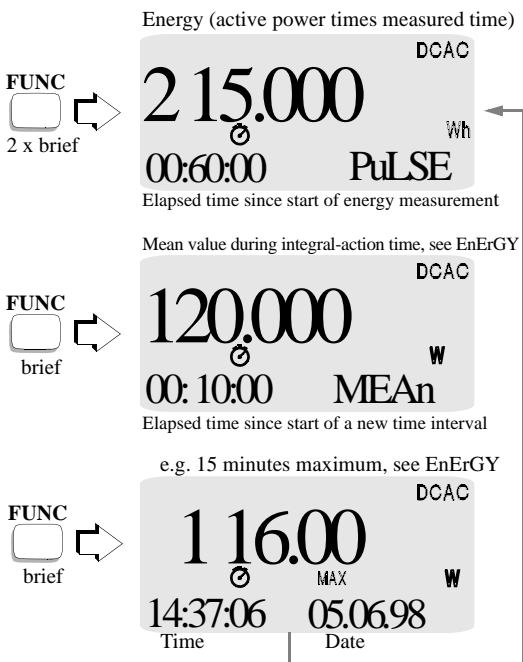 Energy (active power times measured time)
DCAC
FUNC
215.000
Wh
2 x brief
00:60:00 PuLSE
Elapsed time since start of energy measurement
Mean value during integral-action time, see EnErGY
DCAC
FUNC
120.000
W
brief
00:10:00 MEAn
Elapsed time since start of a new time interval
e.g. 15 minutes maximum, see EnErGY
DCAC
FUNC
116.00
MAX W
brief
14:37:06 05.06.98
Time Date